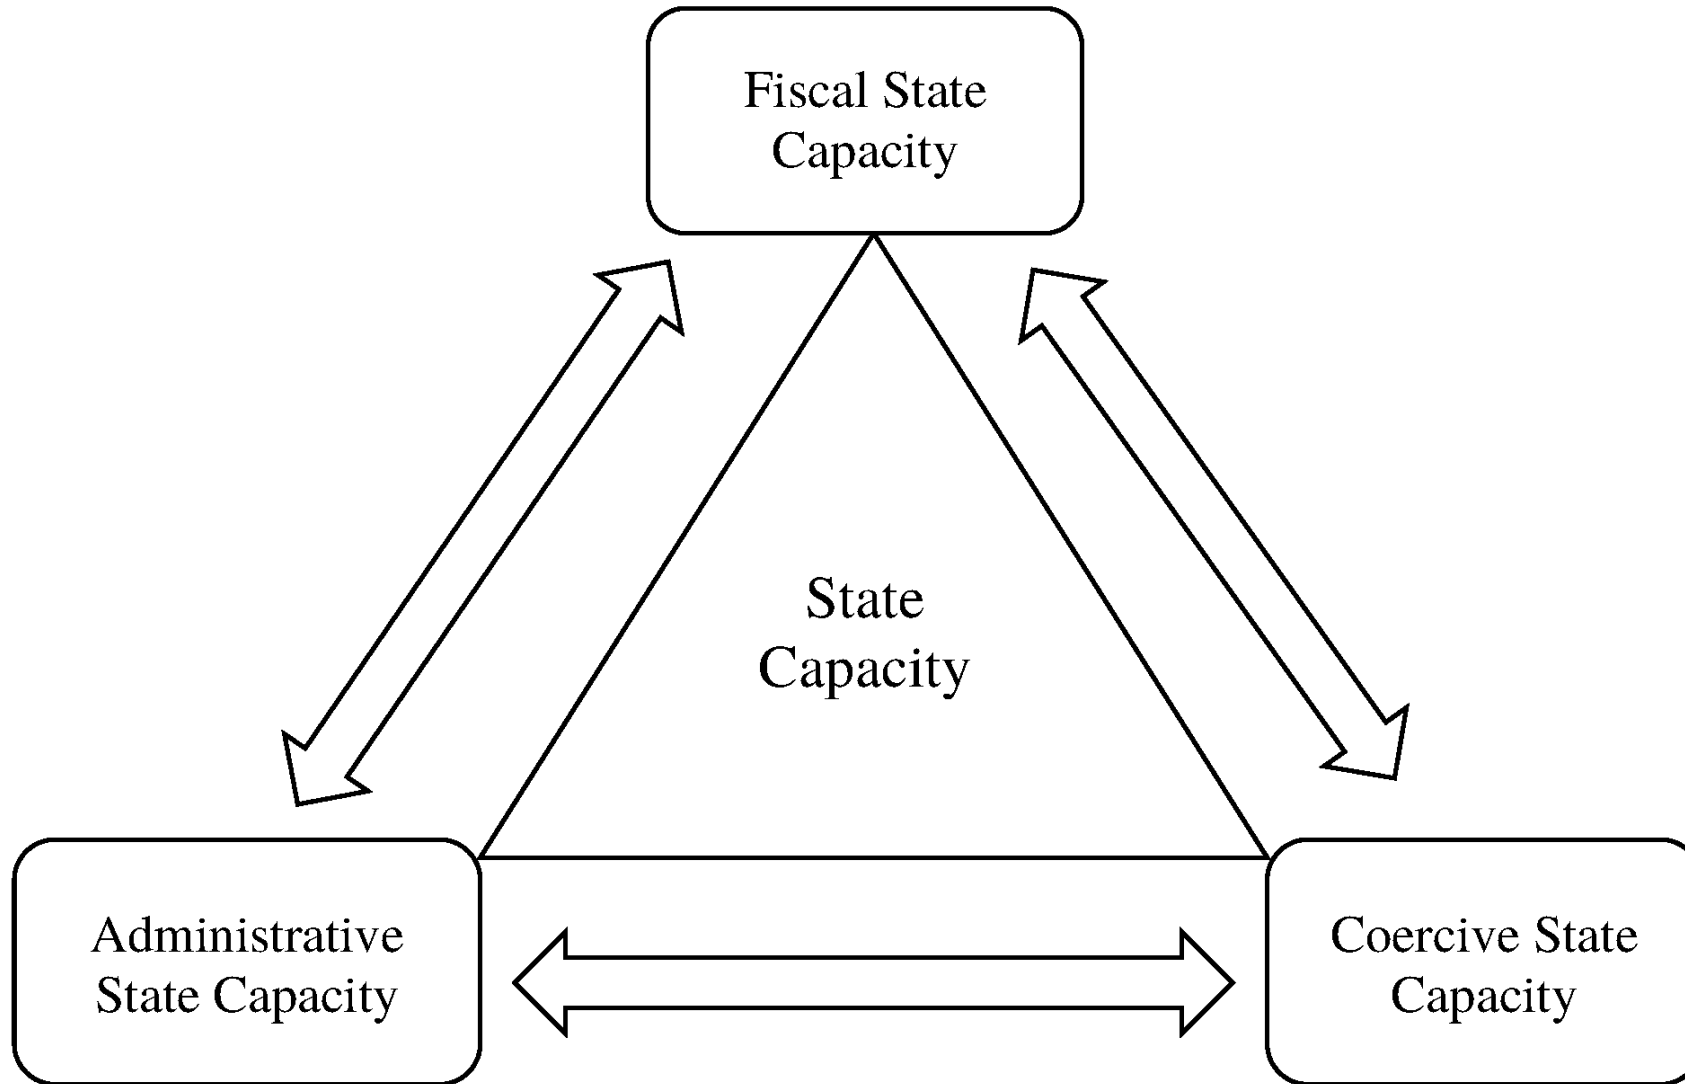 Fiscal State
Capacity
State
Capacity
Administrative
State Capacity
Coercive State
Capacity